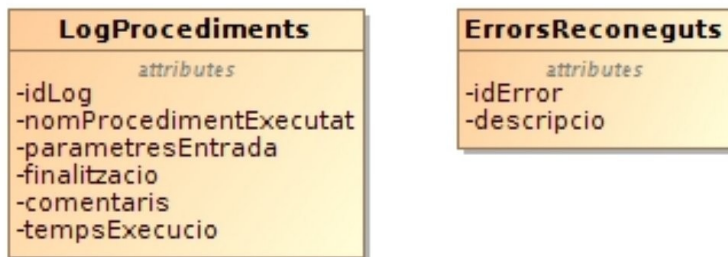 LogProcediments
attributes
-idLog
-nomProcedimentExecutat
-parametresEntrada
-finalitzacio
-comentaris
-tempsExecucio
ErrorsReconeguts
attributes
-idError
-descripcio